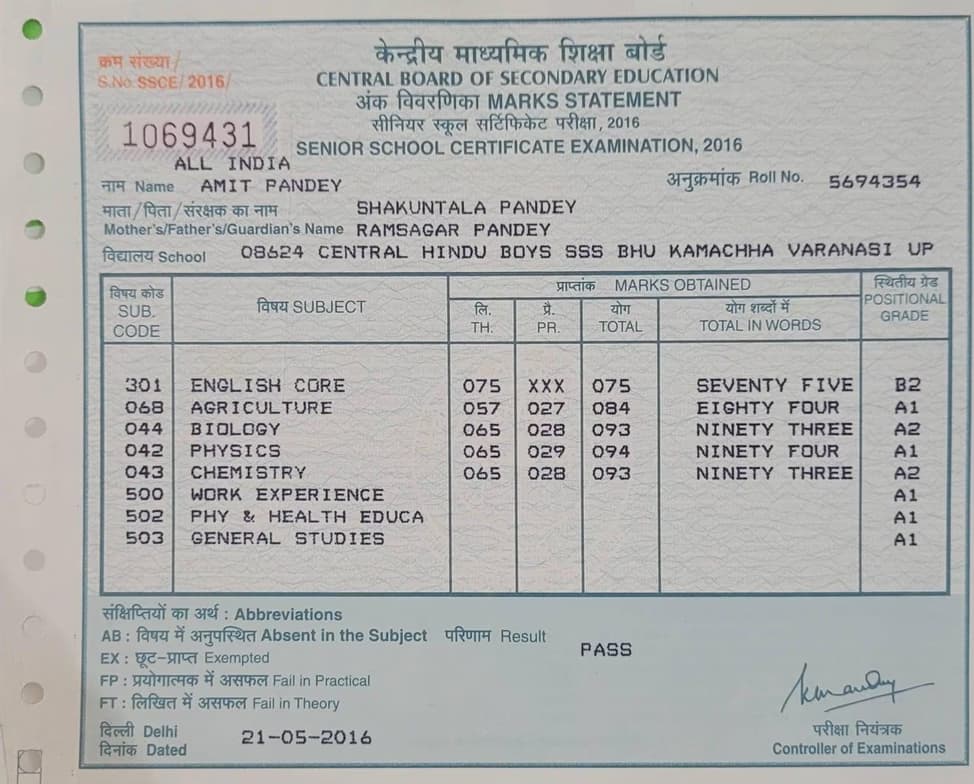 केन्द्रीय माध्यमिक शिक्षा बोर्ड
क्रम संख्या/
S.No.SSCE/2016/
CENTRAL BOARD OF SECONDARY EDUCATION
अंक विवरणिका MARKS STATEMENT
1069431
सीनियर स्कूल सर्टिफिकेट परीक्षा, 2016
SENIOR SCHOOL CERTIFICATE EXAMINATION, 2016
ALL INDIA
नाम Name AMIT PANDEY अनुक्रमांक Roll No. 5694354
माता/पिता/संरक्षक का नाम SHAKUNTALA PANDEY
Mother's/Father's/Guardian's Name RAMSAGAR PANDEY
विद्यालय School 08624 CENTRAL HINDU BOYS SSS BHU KAMACHHA VARANASI UP
विषय कोड SUB. CODE विषय SUBJECT प्राप्तांक MARKS OBTAINED स्थितीय ग्रेड POSITIONAL GRADE
लि. TH. प्रै. PR. योग TOTAL योग शब्दों में TOTAL IN WORDS
301 ENGLISH CORE 075 XXX 075 SEVENTY FIVE B2
068 AGRICULTURE 057 027 084 EIGHTY FOUR A1
044 BIOLOGY 065 028 093 NINETY THREE A2
042 PHYSICS 065 029 094 NINETY FOUR A1
043 CHEMISTRY 065 028 093 NINETY THREE A2
500 WORK EXPERIENCE A1
502 PHY & HEALTH EDUCA A1
503 GENERAL STUDIES A1
संक्षिप्तियों का अर्थ : Abbreviations
AB : विषय में अनुपस्थित Absent in the Subject परिणाम Result PASS
EX : छूट-प्राप्त Exempted
FP : प्रयोगात्मक में असफल Fail in Practical
FT : लिखित में असफल Fail in Theory
दिल्ली Delhi
दिनांक Dated 21-05-2016
परीक्षा नियंत्रक
Controller of Examinations